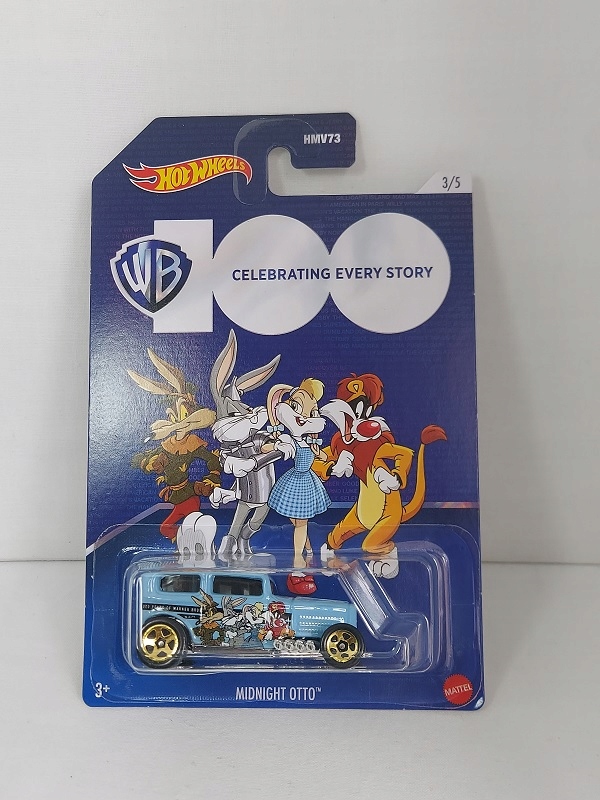 HMV73
HOT WHEELS
3/5
WB
100
CELEBRATING EVERY STORY
3+
MIDNIGHT OTTO™
MATTEL